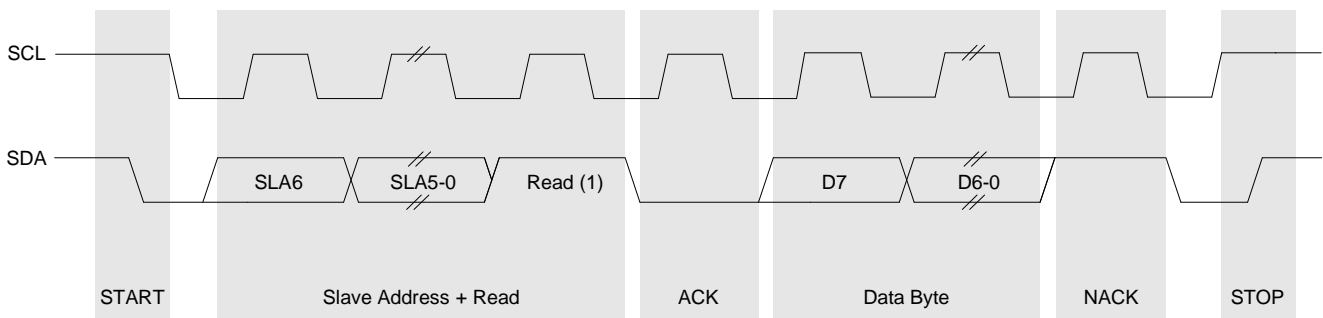 SCL
SDA
SLA6
SLA5-0
Read (1)
D7
D6-0
START
Slave Address + Read
ACK
Data Byte
NACK
STOP